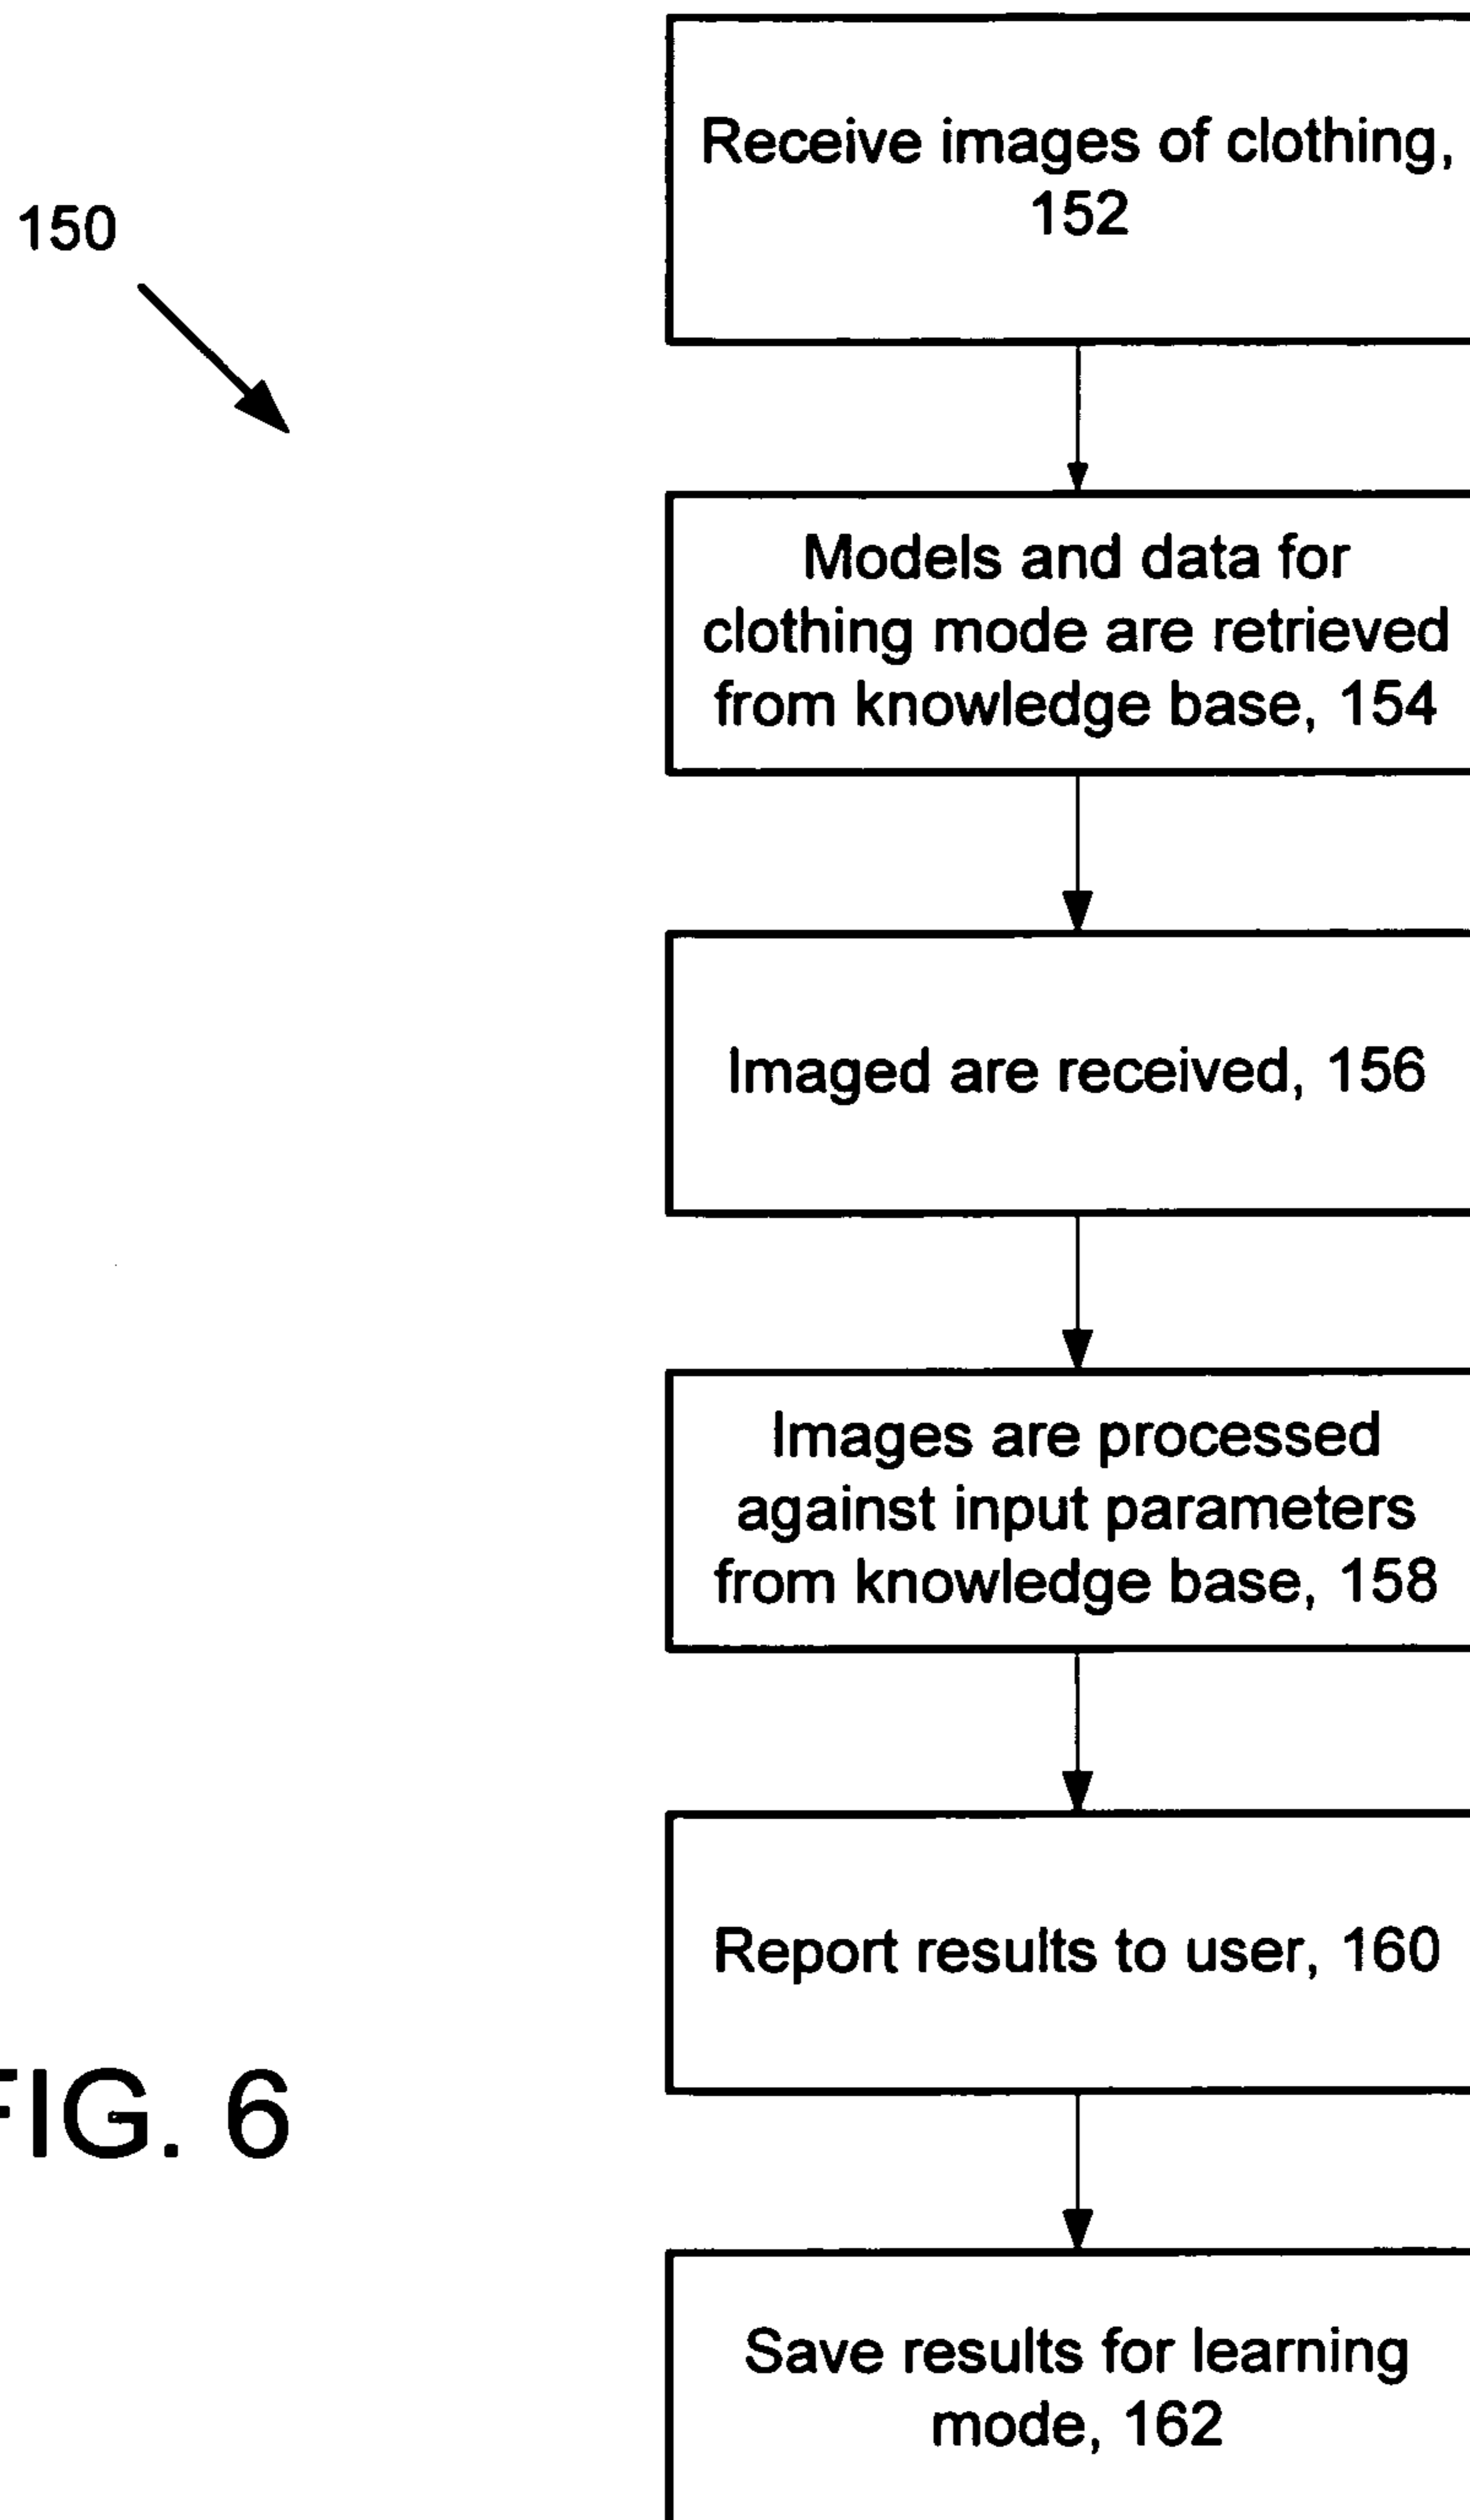 Receive images of clothing,
152
150
Models and data for
clothing mode are retrieved
from knowledge base, 154
Imaged are received, 156
Images are processed
against input parameters
from knowledge base, 158
Report results to user, 160
FIG. 6
Save results for learning
mode, 162